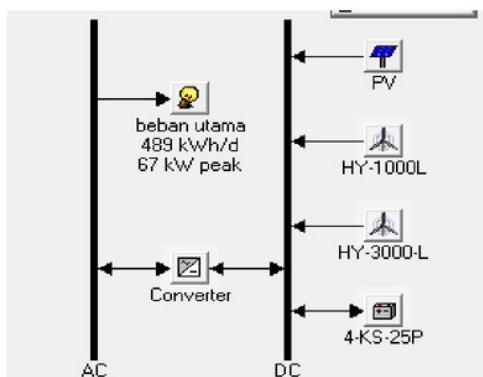 PV
beban utama
489 kWh/d
67 kW peak
HY-1000L
HY-3000-L
Converter
4-KS-25P
AC
DC